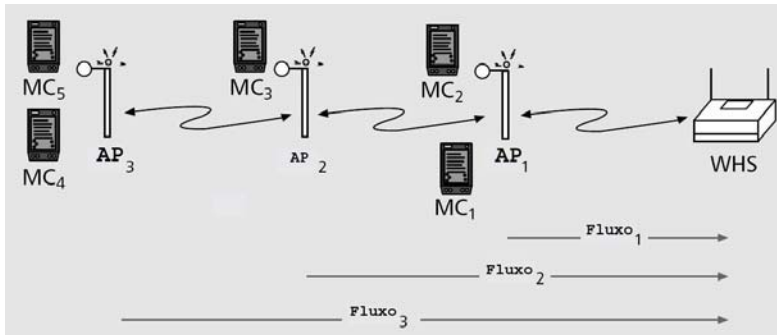 MC5
MC3
MC2
MC4
AP3
AP 2
AP1
MC1
WHS
Fluxo1
Fluxo2
Fluxo3